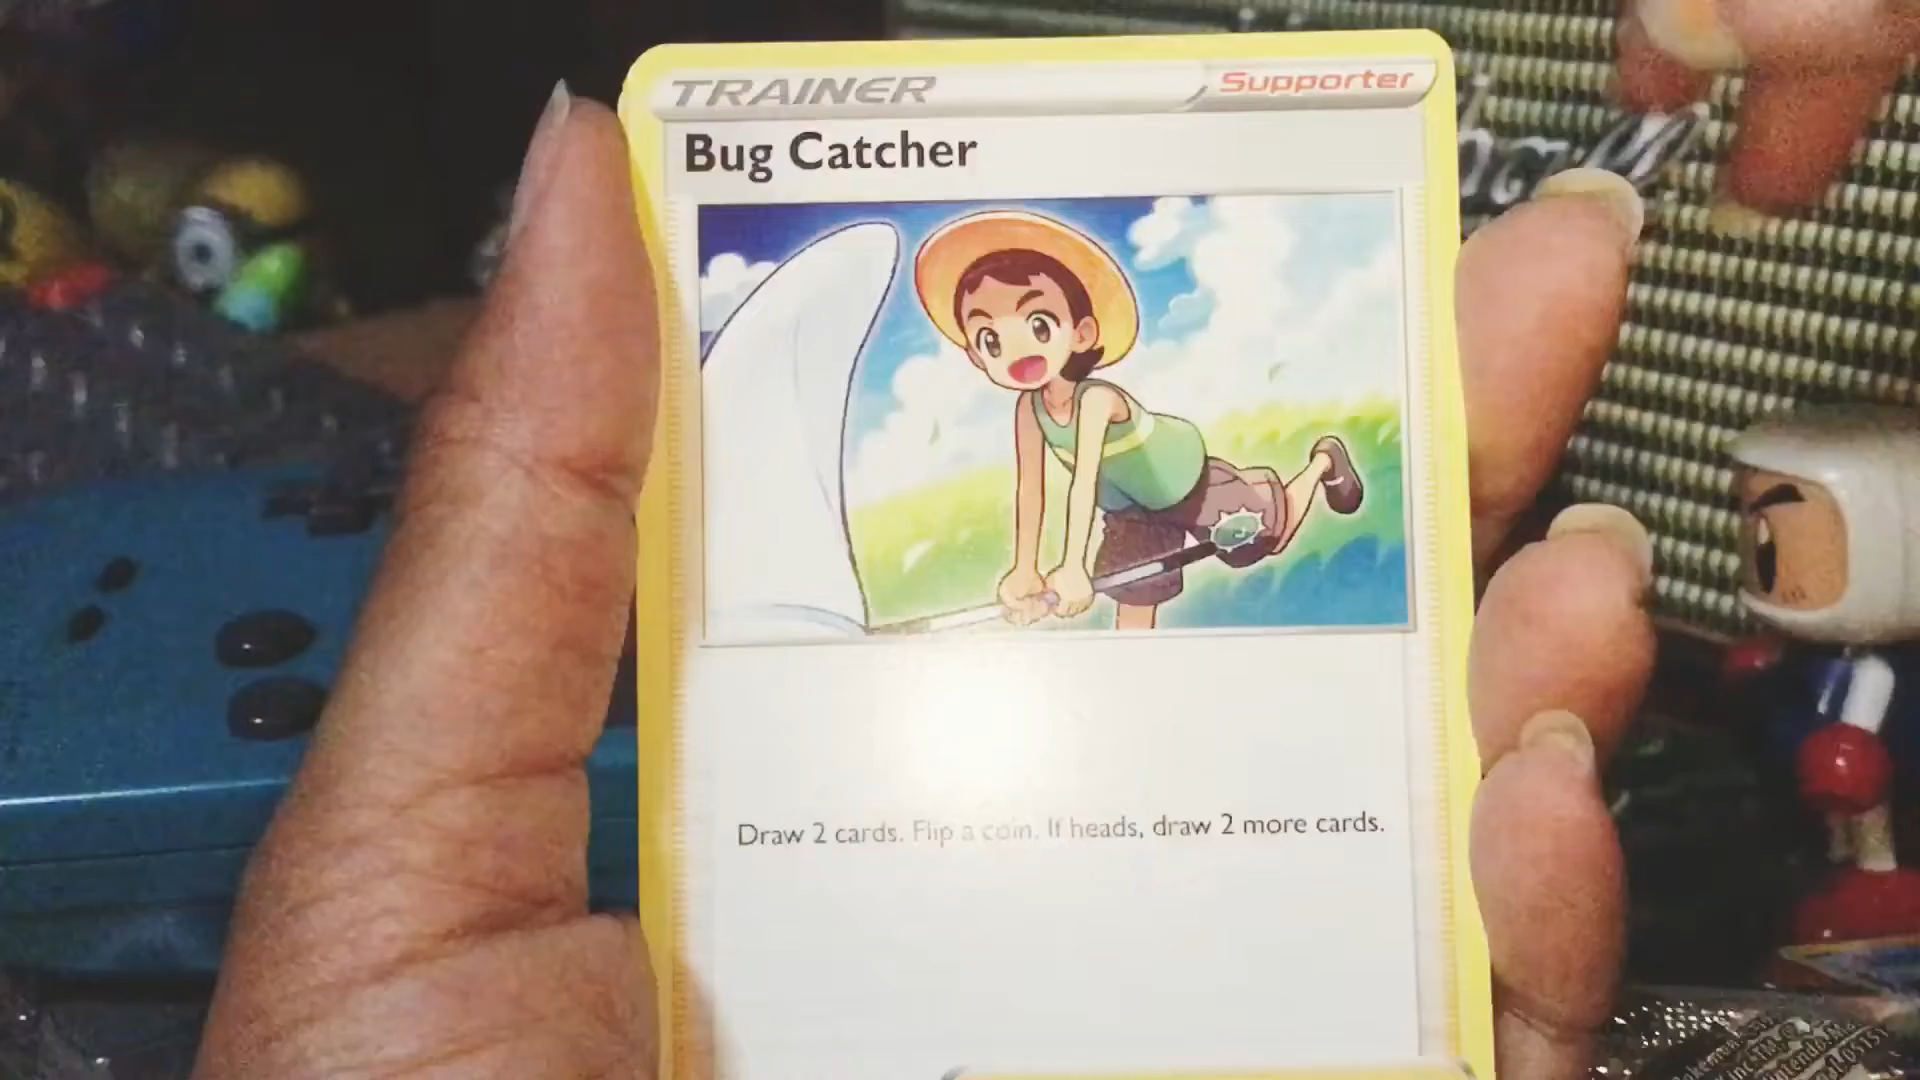 TRAINER
Supporter
Bug Catcher
Draw 2 cards. Flip a coin. If heads, draw 2 more cards.